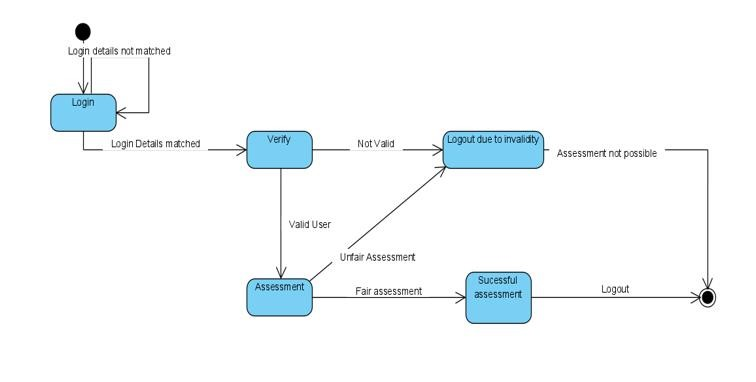 Login details not matched
Login
Login Details matched
Verify
Not Valid
Logout due to invalidity
Assessment not possible
Valid User
Unfair Assessment
Assessment
Fair assessment
Sucessful
assessment
Logout